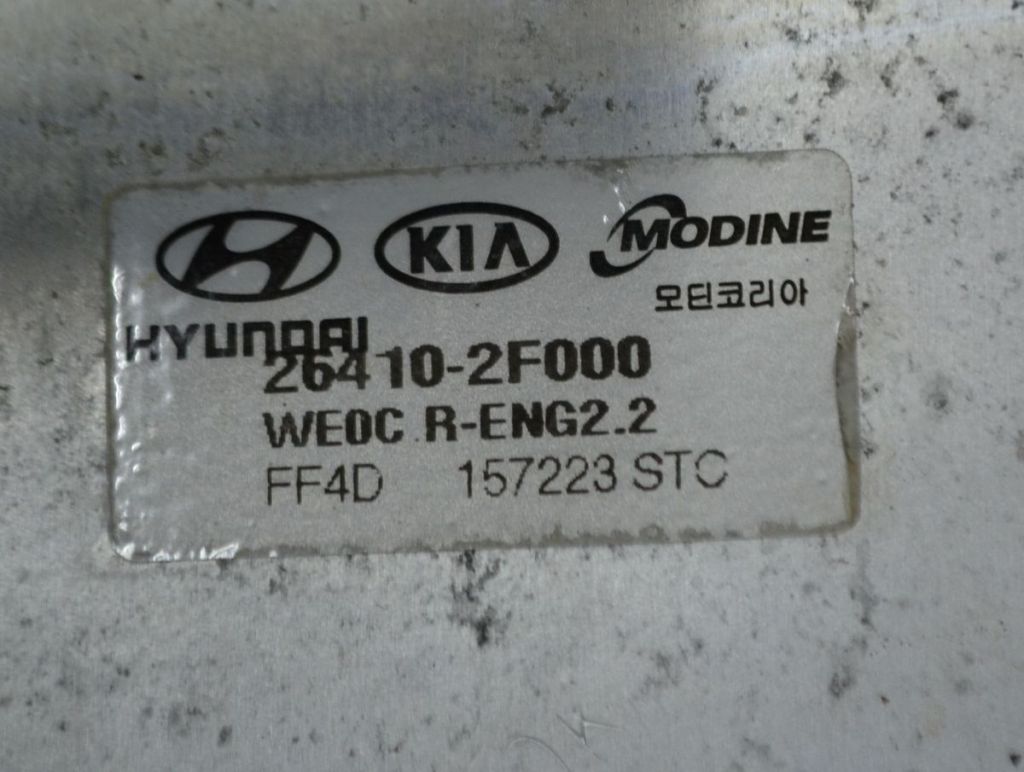 KIA MODINE
모딘코리아
HYUNDAI
26410-2F000
WE0C R-ENG2.2
FF4D 157223 STC